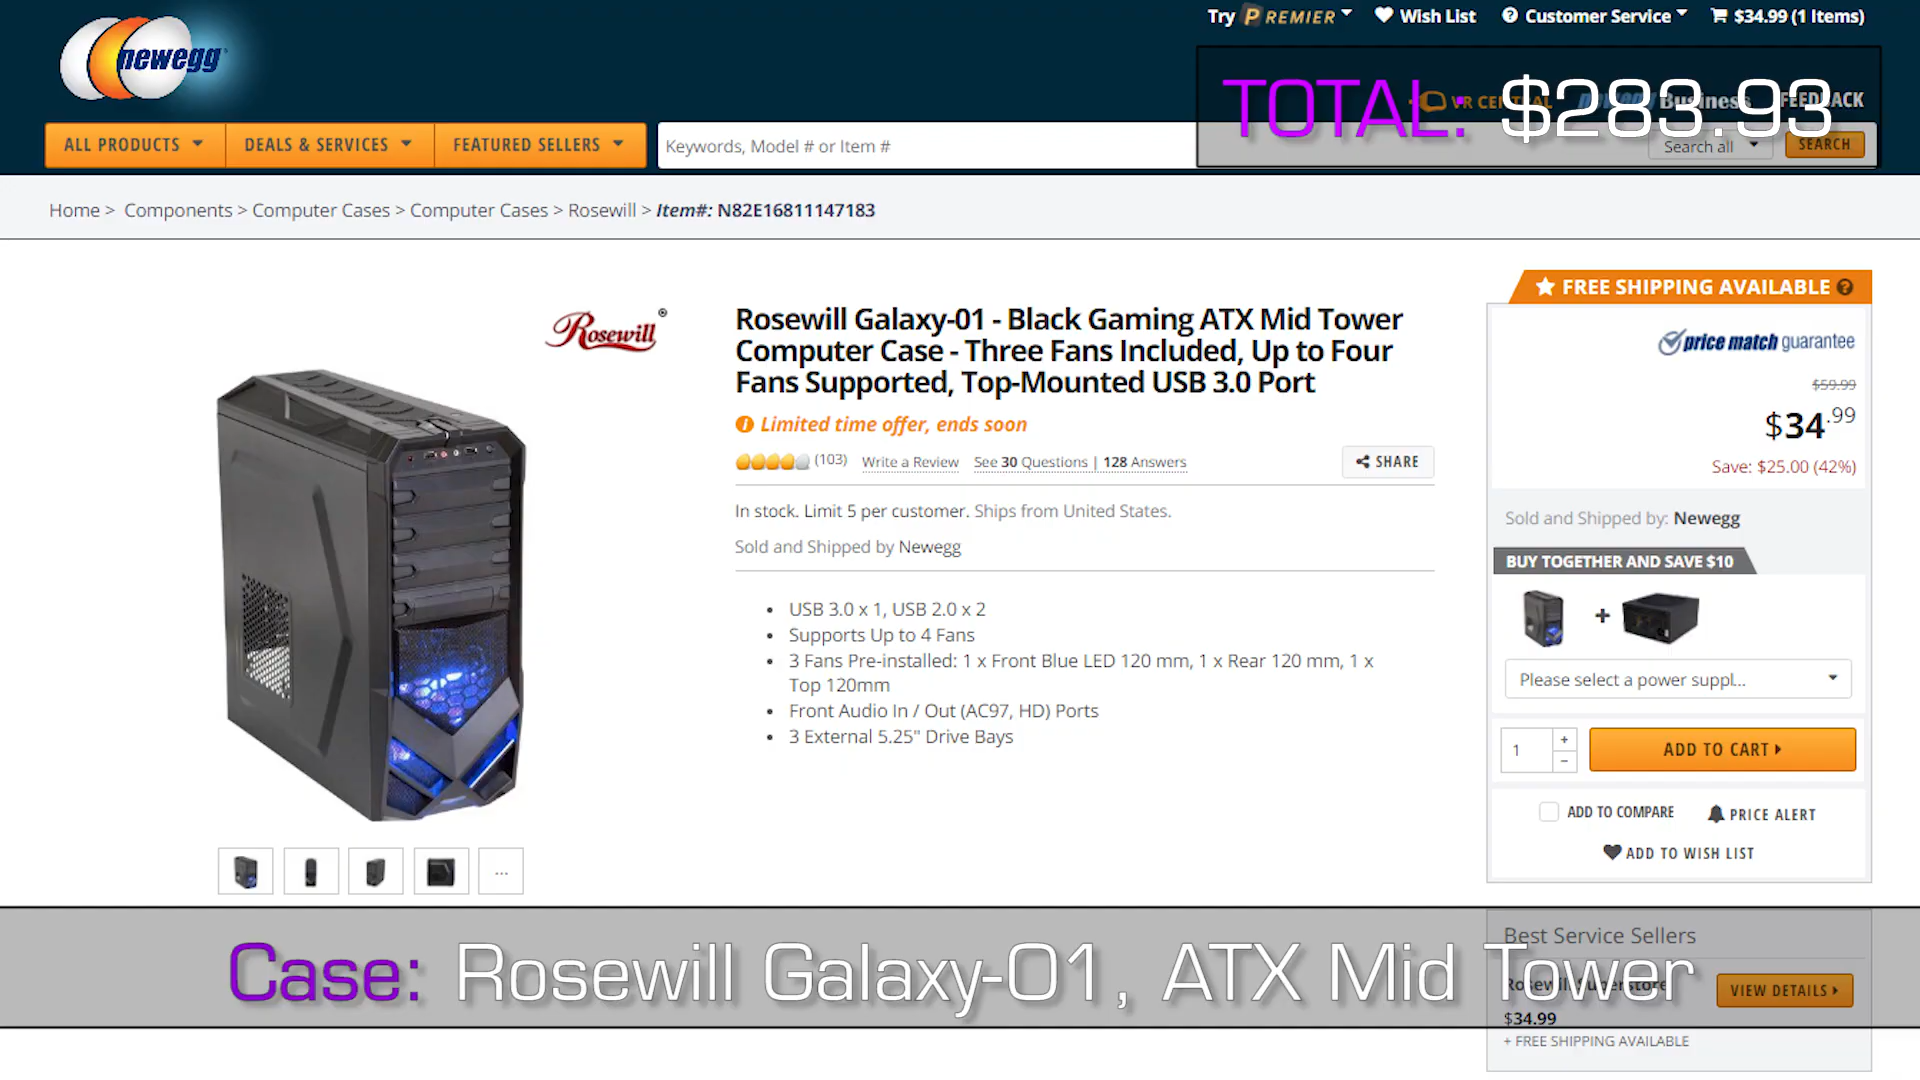 newegg
Try PREMIER
Wish List
Customer Service
$34.99 (1 Items)
TOTAL: $283.93
VR CENTRAL
newegg Business
FEEDBACK
ALL PRODUCTS
DEALS & SERVICES
FEATURED SELLERS
Keywords, Model # or Item #
Search all
SEARCH
Home > Components > Computer Cases > Computer Cases > Rosewill > Item#: N82E16811147183
Rosewill ®
Rosewill Galaxy-01 - Black Gaming ATX Mid Tower
Computer Case - Three Fans Included, Up to Four
Fans Supported, Top-Mounted USB 3.0 Port
Limited time offer, ends soon
(103) Write a Review See 30 Questions | 128 Answers
SHARE
In stock. Limit 5 per customer. Ships from United States.
Sold and Shipped by Newegg
• USB 3.0 x 1, USB 2.0 x 2
• Supports Up to 4 Fans
• 3 Fans Pre-installed: 1 x Front Blue LED 120 mm, 1 x Rear 120 mm, 1 x
Top 120mm
• Front Audio In / Out (AC97, HD) Ports
• 3 External 5.25" Drive Bays
...
FREE SHIPPING AVAILABLE ?
price match guarantee
$59.99
$34.99
Save: $25.00 (42%)
Sold and Shipped by: Newegg
BUY TOGETHER AND SAVE $10
+
Please select a power suppl...
1
+
−
ADD TO CART
ADD TO COMPARE
PRICE ALERT
ADD TO WISH LIST
Best Service Sellers
Rosewill Superstore
VIEW DETAILS
$34.99
+ FREE SHIPPING AVAILABLE
Case: Rosewill Galaxy-01, ATX Mid Tower